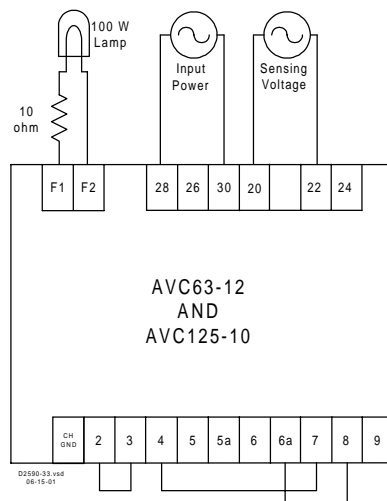 100 W
Lamp
Input
Power
Sensing
Voltage
10
ohm
F1 F2 28 26 30 20 22 24
AVC63-12
AND
AVC125-10
CH
GND
2 3 4 5 5a 6 6a 7 8 9
D2590-33.vsd
06-15-01